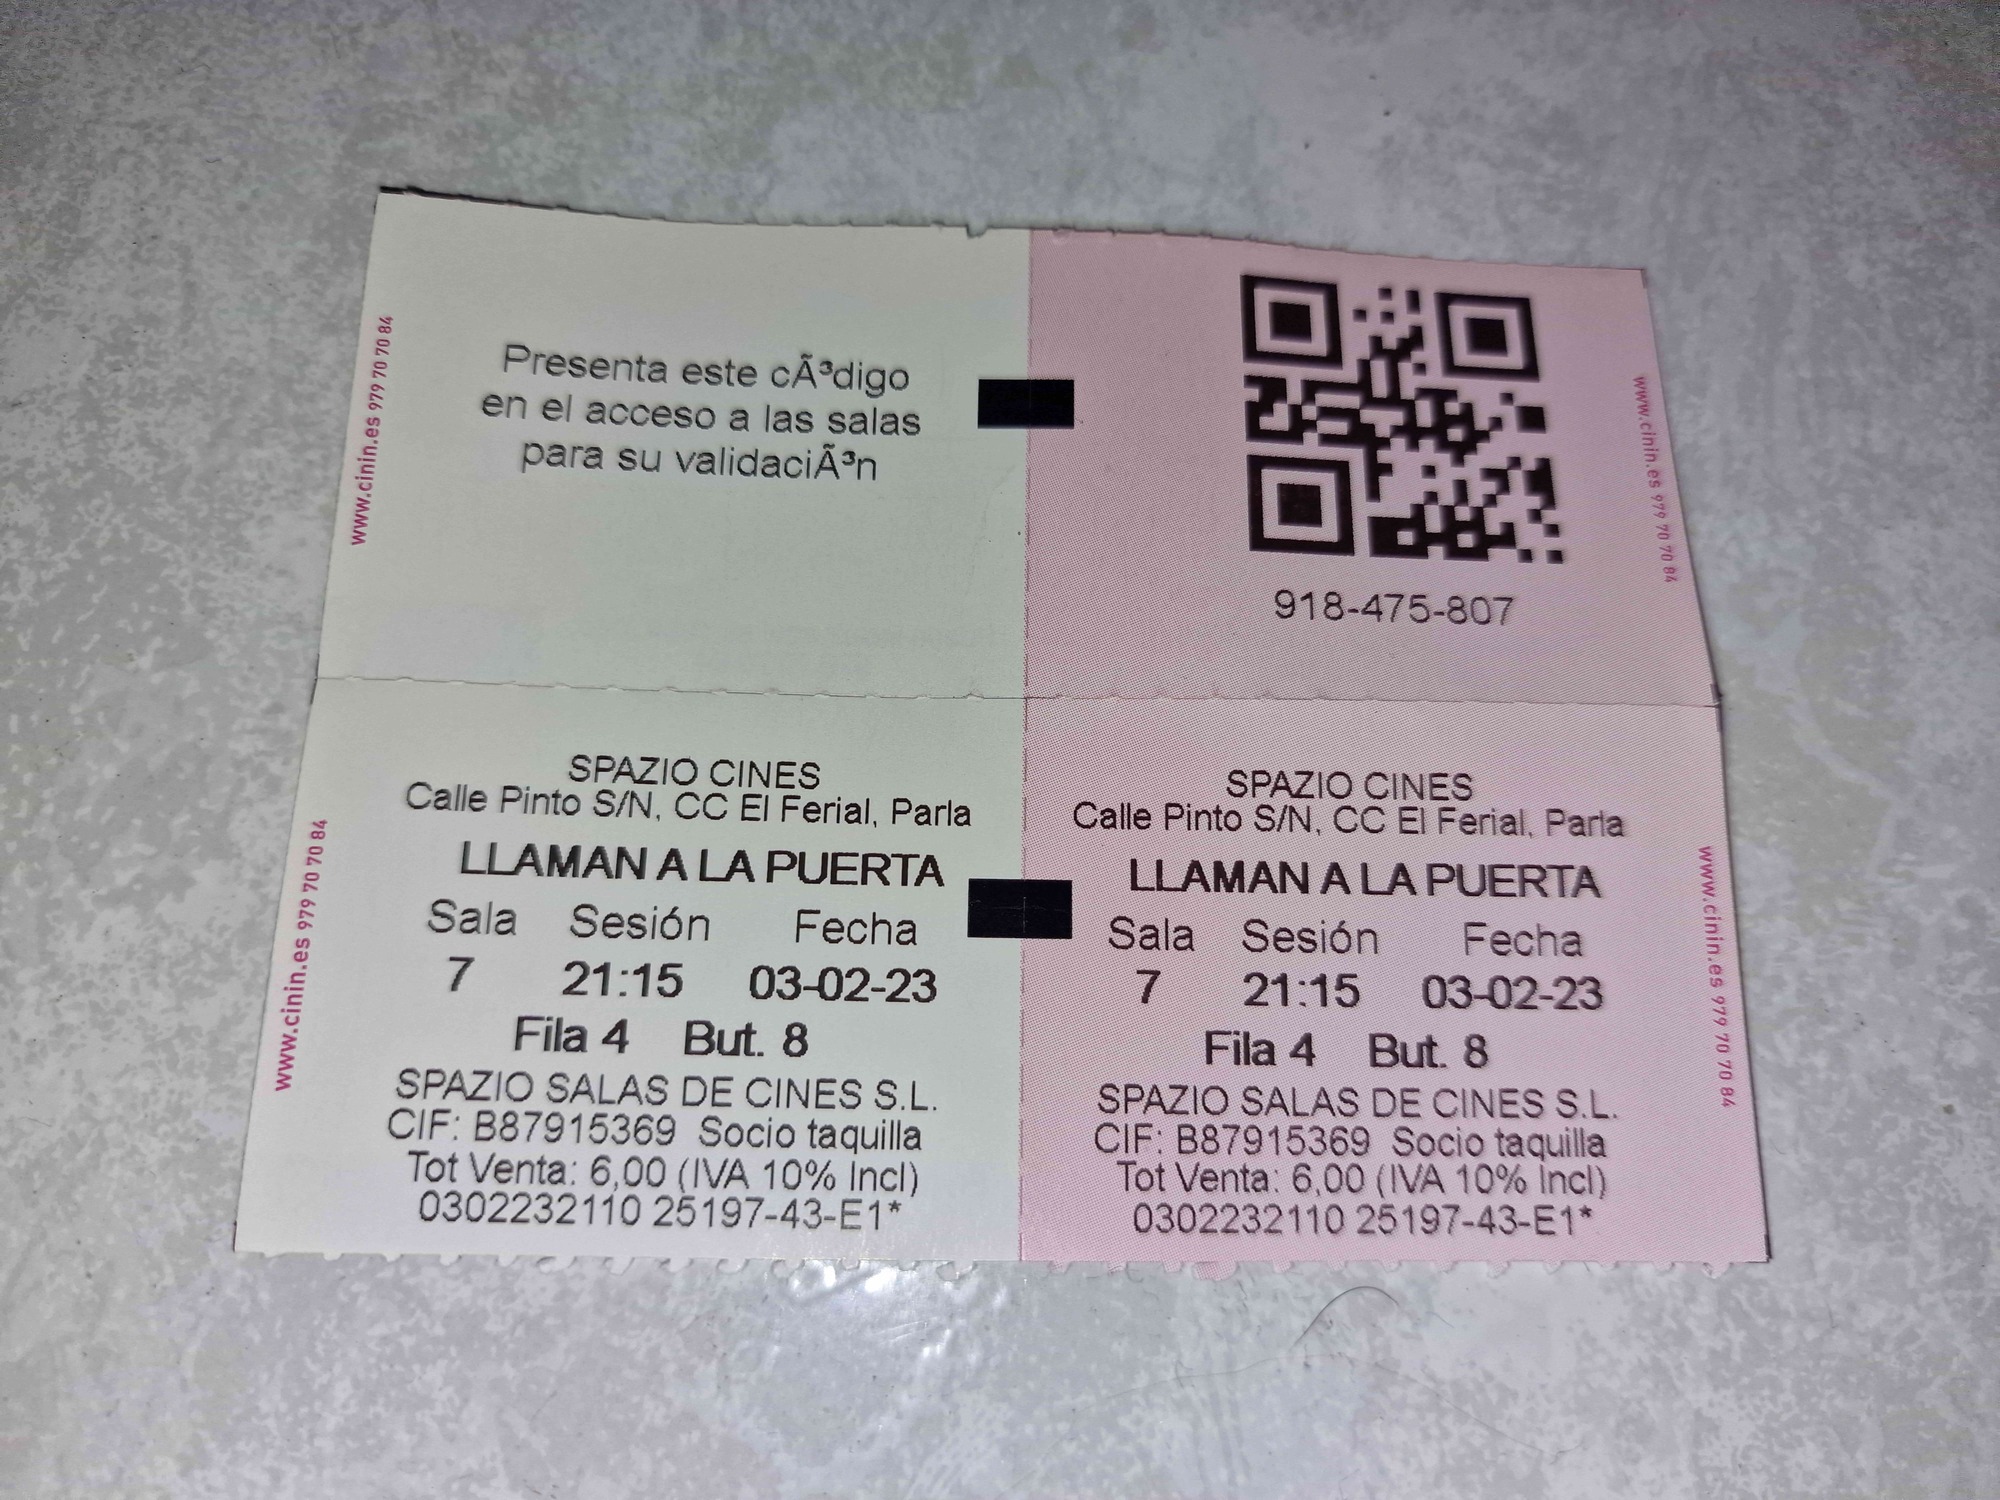 www.cinin.es 979 70 70 84
Presenta este cÃ³digo
en el acceso a las salas
para su validaciÃ³n
918-475-807
www.cinin.es 979 70 70 84
www.cinin.es 979 70 70 84
SPAZIO CINES
Calle Pinto S/N, CC El Ferial, Parla
LLAMAN A LA PUERTA
Sala Sesión Fecha
7 21:15 03-02-23
Fila 4 But. 8
SPAZIO SALAS DE CINES S.L.
CIF: B87915369 Socio taquilla
Tot Venta: 6,00 (IVA 10% Incl)
0302232110 25197-43-E1*
SPAZIO CINES
Calle Pinto S/N, CC El Ferial, Parla
LLAMAN A LA PUERTA
Sala Sesión Fecha
7 21:15 03-02-23
Fila 4 But. 8
SPAZIO SALAS DE CINES S.L.
CIF: B87915369 Socio taquilla
Tot Venta: 6,00 (IVA 10% Incl)
0302232110 25197-43-E1*
www.cinin.es 979 70 70 84